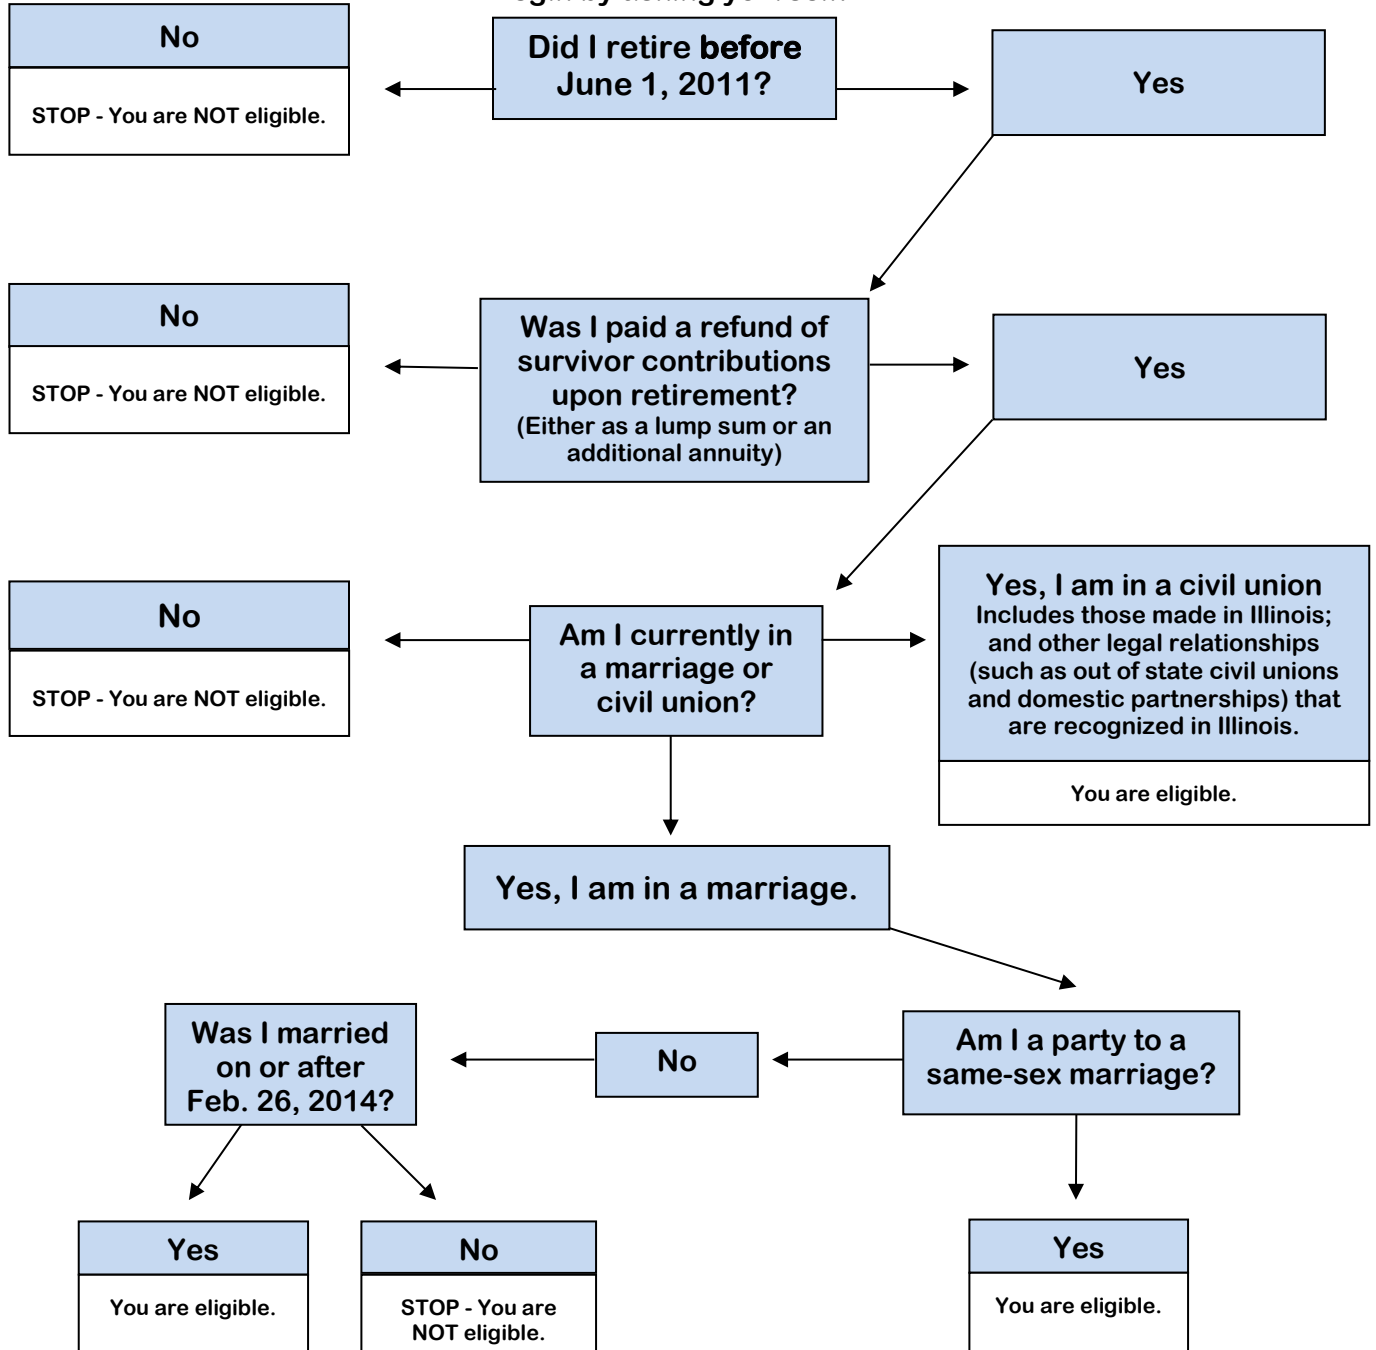 Did I retire before
June 1, 2011?
No
STOP - You are NOT eligible.
Yes
Was I paid a refund of
survivor contributions
upon retirement?
(Either as a lump sum or an
additional annuity)
No
STOP - You are NOT eligible.
Yes
Am I currently in
a marriage or
civil union?
No
STOP - You are NOT eligible.
Yes, I am in a civil union
Includes those made in Illinois;
and other legal relationships
(such as out of state civil unions
and domestic partnerships) that
are recognized in Illinois.
You are eligible.
Yes, I am in a marriage.
Am I a party to a
same-sex marriage?
No
Was I married
on or after
Feb. 26, 2014?
Yes
You are eligible.
No
STOP - You are
NOT eligible.
Yes
You are eligible.